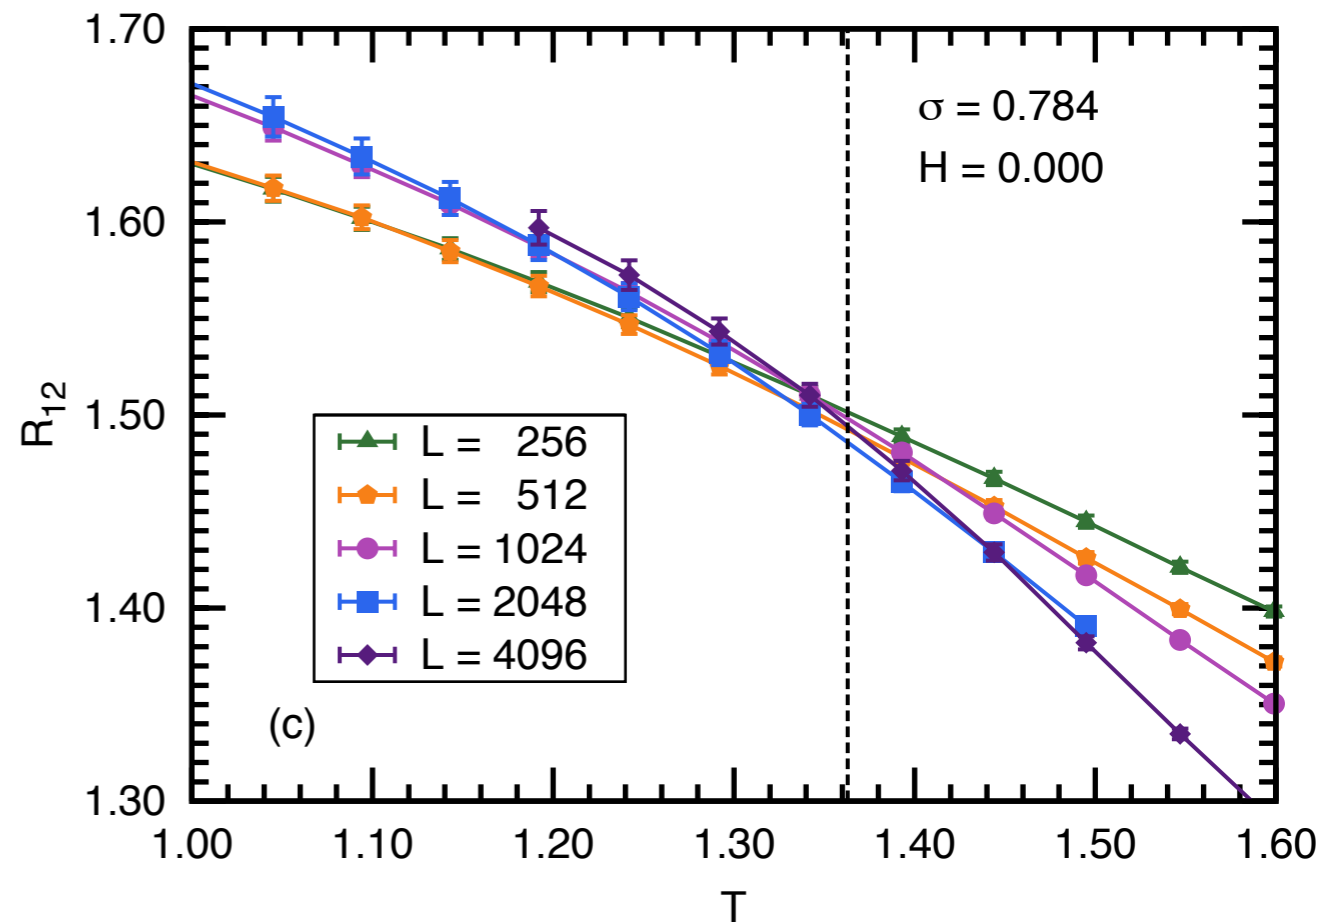 1.70
1.60
1.50
1.40
1.30
R₁₂
σ = 0.784
H = 0.000
L = 256
L = 512
L = 1024
L = 2048
L = 4096
(c)
1.00 1.10 1.20 1.30 1.40 1.50 1.60
T